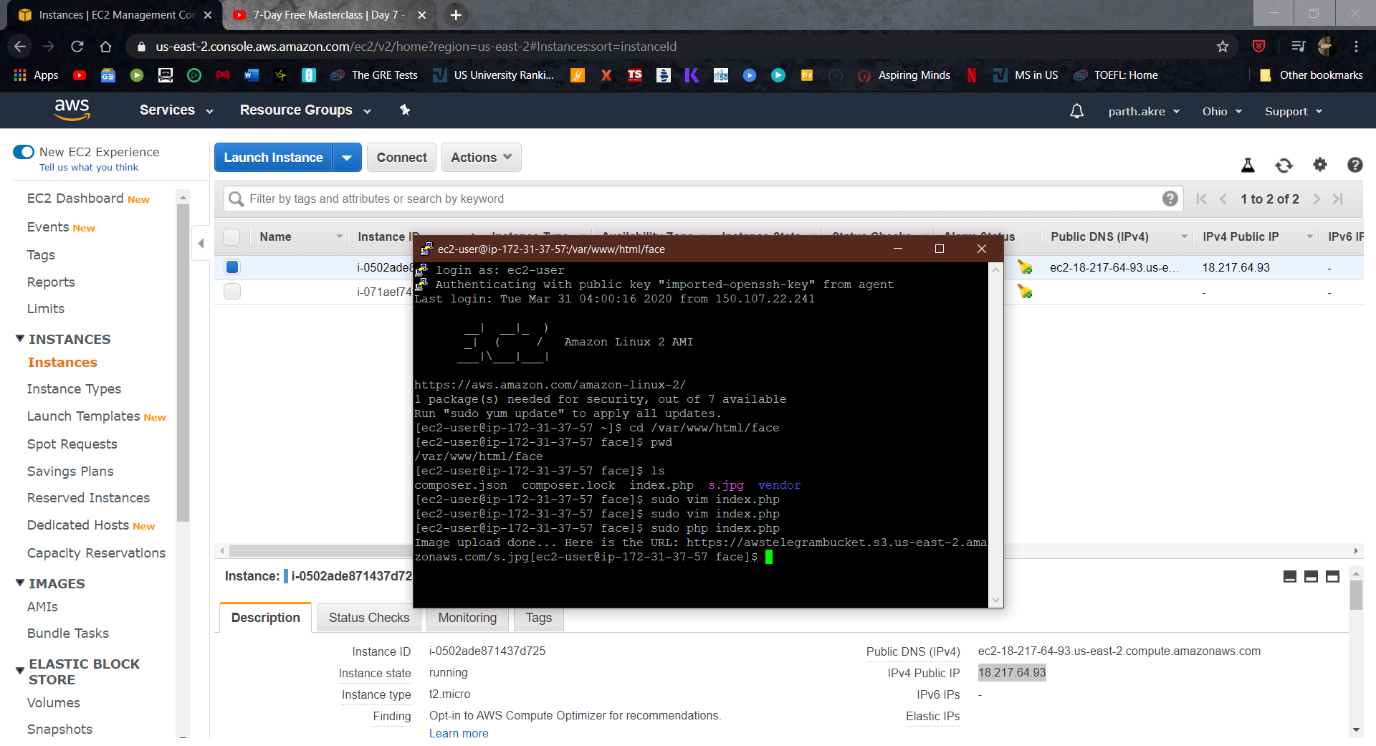 Instances | EC2 Management Con
7-Day Free Masterclass | Day 7 -
us-east-2.console.aws.amazon.com/ec2/v2/home?region=us-east-2#Instances:sort=instanceId
Apps
The GRE Tests
US University Ranki...
TS
Aspiring Minds
MS in US
TOEFL: Home
Other bookmarks
aws
Services
Resource Groups
parth.akre
Ohio
Support
New EC2 Experience
Tell us what you think
Launch Instance
Connect
Actions
EC2 Dashboard New
Filter by tags and attributes or search by keyword
1 to 2 of 2
Events New
Tags
Reports
Limits
INSTANCES
Instances
Instance Types
Launch Templates New
Spot Requests
Savings Plans
Reserved Instances
Dedicated Hosts New
Capacity Reservations
IMAGES
AMIs
Bundle Tasks
ELASTIC BLOCK
STORE
Volumes
Snapshots
Name
Instance ID
Public DNS (IPv4)
IPv4 Public IP
IPv6 IP
i-0502ade8
ec2-18-217-64-93.us-e...
18.217.64.93
-
i-071aef74
-
-
ec2-user@ip-172-31-37-57:/var/www/html/face
login as: ec2-user
Authenticating with public key "imported-openssh-key" from agent
Last login: Tue Mar 31 04:00:16 2020 from 150.107.22.241
__|  __|_  )
_|  (     /   Amazon Linux 2 AMI
___|\___|___|
https://aws.amazon.com/amazon-linux-2/
1 package(s) needed for security, out of 7 available
Run "sudo yum update" to apply all updates.
[ec2-user@ip-172-31-37-57 ~]$ cd /var/www/html/face
[ec2-user@ip-172-31-37-57 face]$ pwd
/var/www/html/face
[ec2-user@ip-172-31-37-57 face]$ ls
composer.json  composer.lock  index.php  s.jpg  vendor
[ec2-user@ip-172-31-37-57 face]$ sudo vim index.php
[ec2-user@ip-172-31-37-57 face]$ sudo vim index.php
[ec2-user@ip-172-31-37-57 face]$ sudo php index.php
Image upload done... Here is the URL: https://awstelegrambucket.s3.us-east-2.ama
zonaws.com/s.jpg[ec2-user@ip-172-31-37-57 face]$
Instance: i-0502ade871437d72
Description
Status Checks
Monitoring
Tags
Instance ID i-0502ade871437d725
Public DNS (IPv4) ec2-18-217-64-93.us-east-2.compute.amazonaws.com
Instance state running
IPv4 Public IP 18.217.64.93
Instance type t2.micro
IPv6 IPs -
Finding Opt-in to AWS Compute Optimizer for recommendations.
Learn more
Elastic IPs